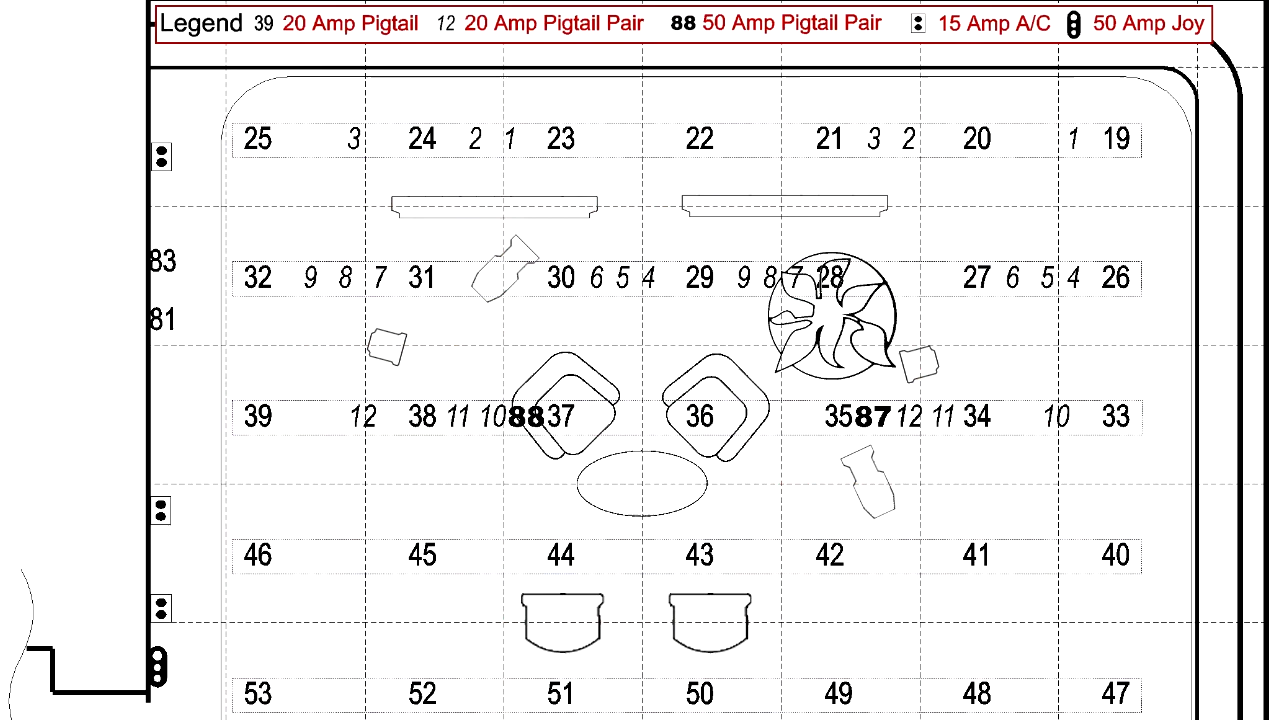 Legend 39 20 Amp Pigtail 12 20 Amp Pigtail Pair 88 50 Amp Pigtail Pair 15 Amp A/C 50 Amp Joy
25 3 24 2 1 23 22 21 3 2 20 1 19
83
32 9 8 7 31 30 6 5 4 29 9 8 7 28 27 6 5 4 26
81
39 12 38 11 10 88 37 36 35 87 12 11 34 10 33
46 45 44 43 42 41 40
53 52 51 50 49 48 47